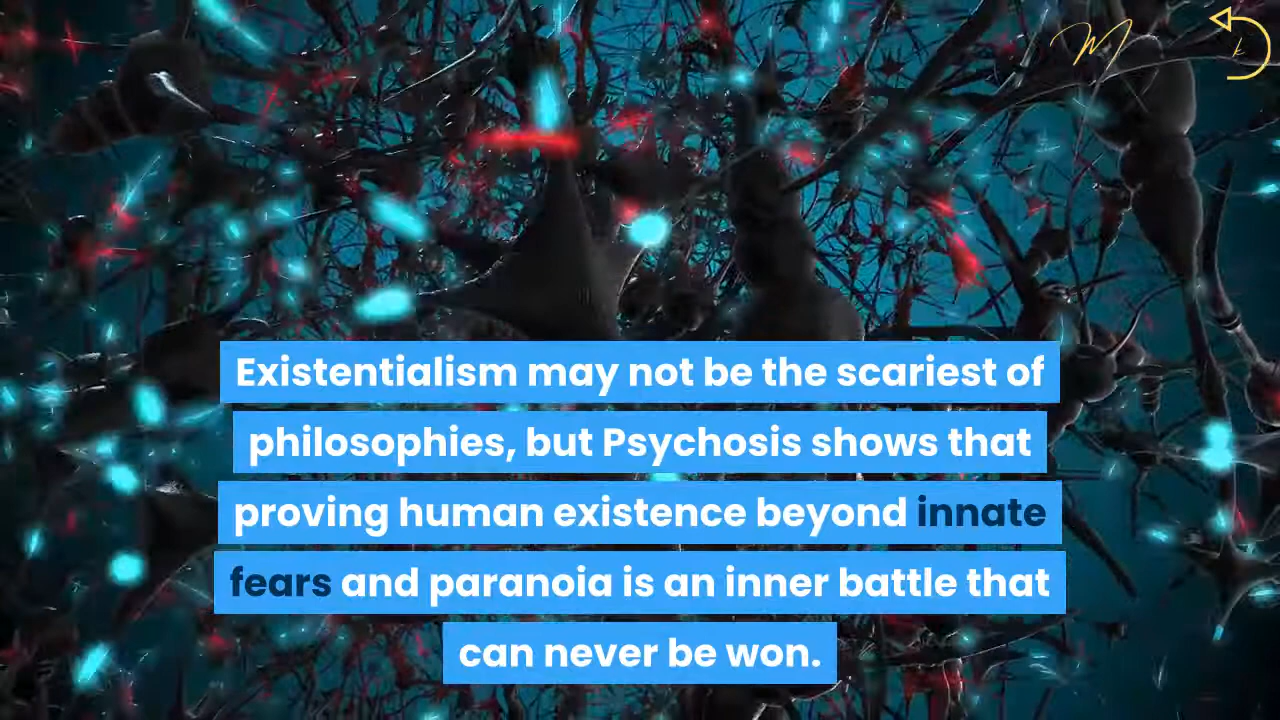 M k
Existentialism may not be the scariest of
philosophies, but Psychosis shows that
proving human existence beyond innate
fears and paranoia is an inner battle that
can never be won.